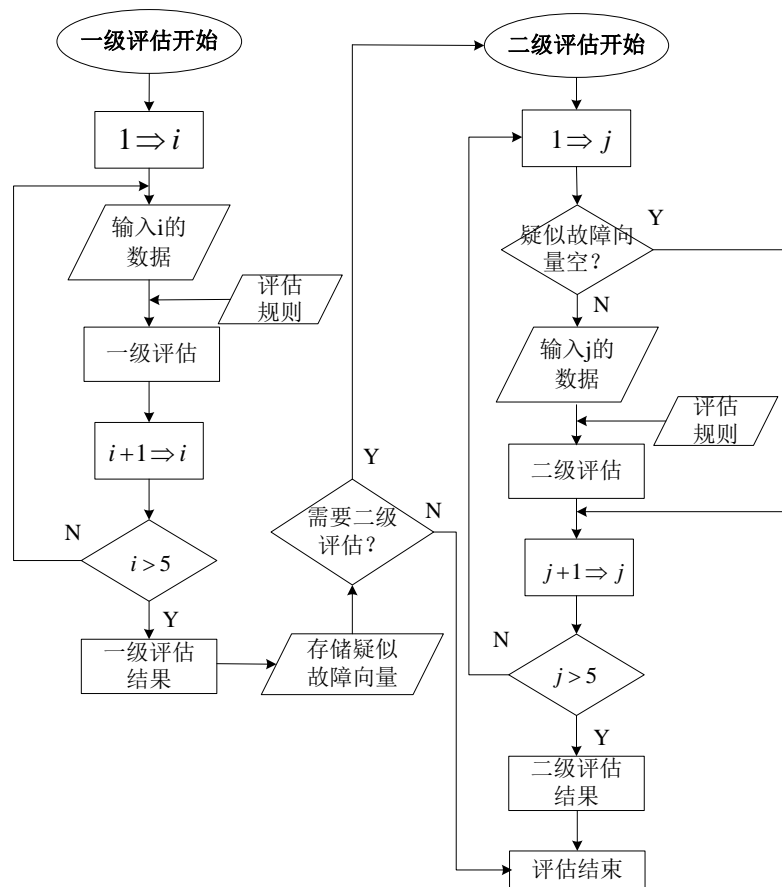 一级评估开始
1⇒i
输入i的
数据
评估
规则
一级评估
i+1⇒i
N
i>5
Y
一级评估
结果
存储疑似
故障向量
Y
需要二级
评估？
N
二级评估开始
1⇒j
疑似故障向
量空？
Y
N
输入j的
数据
评估
规则
二级评估
j+1⇒j
N
j>5
Y
二级评估
结果
评估结束